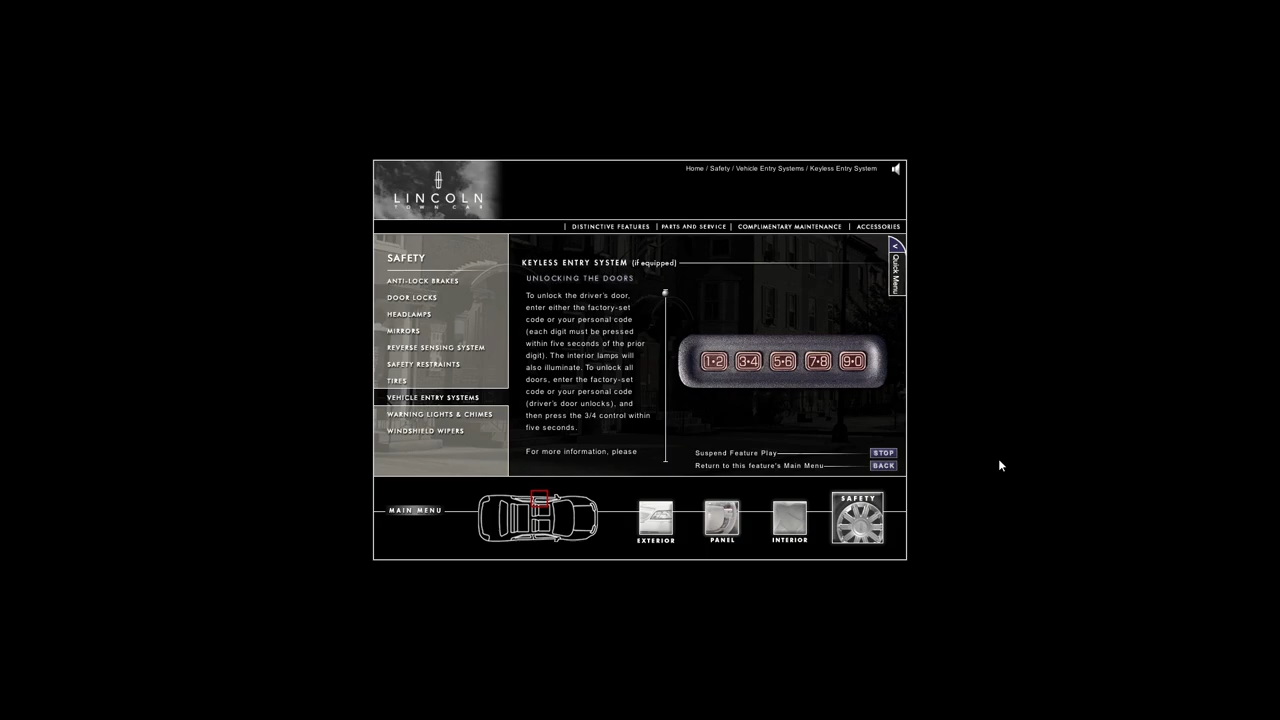 Home / Safety / Vehicle Entry Systems / Keyless Entry System
LINCOLN
TOWN CAR
DISTINCTIVE FEATURES | PARTS AND SERVICE | COMPLIMENTARY MAINTENANCE | ACCESSORIES
SAFETY
ANTI-LOCK BRAKES
DOOR LOCKS
HEADLAMPS
MIRRORS
REVERSE SENSING SYSTEM
SAFETY RESTRAINTS
TIRES
VEHICLE ENTRY SYSTEMS
WARNING LIGHTS & CHIMES
WINDSHIELD WIPERS
KEYLESS ENTRY SYSTEM (if equipped)
UNLOCKING THE DOORS
To unlock the driver's door,
enter either the factory-set
code or your personal code
(each digit must be pressed
within five seconds of the prior
digit). The interior lamps will
also illuminate. To unlock all
doors, enter the factory-set
code or your personal code
(driver's door unlocks), and
then press the 3/4 control within
five seconds.
For more information, please
1•2 3•4 5•6 7•8 9•0
Quick Menu
Suspend Feature Play STOP
Return to this feature's Main Menu BACK
MAIN MENU
EXTERIOR
PANEL
INTERIOR
SAFETY